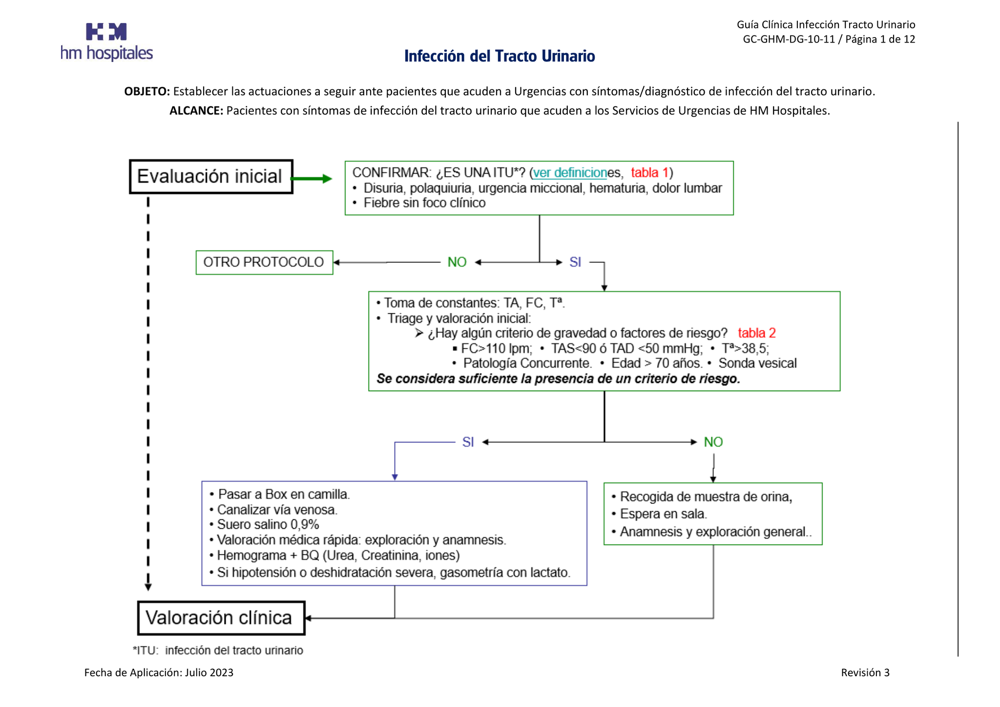 hm hospitales
Guía Clínica Infección Tracto Urinario
GC-GHM-DG-10-11 / Página 1 de 12
Infección del Tracto Urinario
OBJETO: Establecer las actuaciones a seguir ante pacientes que acuden a Urgencias con síntomas/diagnóstico de infección del tracto urinario.
ALCANCE: Pacientes con síntomas de infección del tracto urinario que acuden a los Servicios de Urgencias de HM Hospitales.
Evaluación inicial
CONFIRMAR: ¿ES UNA ITU*? (ver definiciones, tabla 1)
• Disuria, polaquiuria, urgencia miccional, hematuria, dolor lumbar
• Fiebre sin foco clínico
OTRO PROTOCOLO
NO
SI
• Toma de constantes: TA, FC, Tª.
• Triage y valoración inicial:
➢ ¿Hay algún criterio de gravedad o factores de riesgo? tabla 2
▪ FC>110 lpm; • TAS<90 ó TAD <50 mmHg; • Tª>38,5;
• Patología Concurrente. • Edad > 70 años. • Sonda vesical
Se considera suficiente la presencia de un criterio de riesgo.
SI
NO
• Pasar a Box en camilla.
• Canalizar vía venosa.
• Suero salino 0,9%
• Valoración médica rápida: exploración y anamnesis.
• Hemograma + BQ (Urea, Creatinina, iones)
• Si hipotensión o deshidratación severa, gasometría con lactato.
• Recogida de muestra de orina,
• Espera en sala.
• Anamnesis y exploración general..
Valoración clínica
*ITU: infección del tracto urinario
Fecha de Aplicación: Julio 2023
Revisión 3